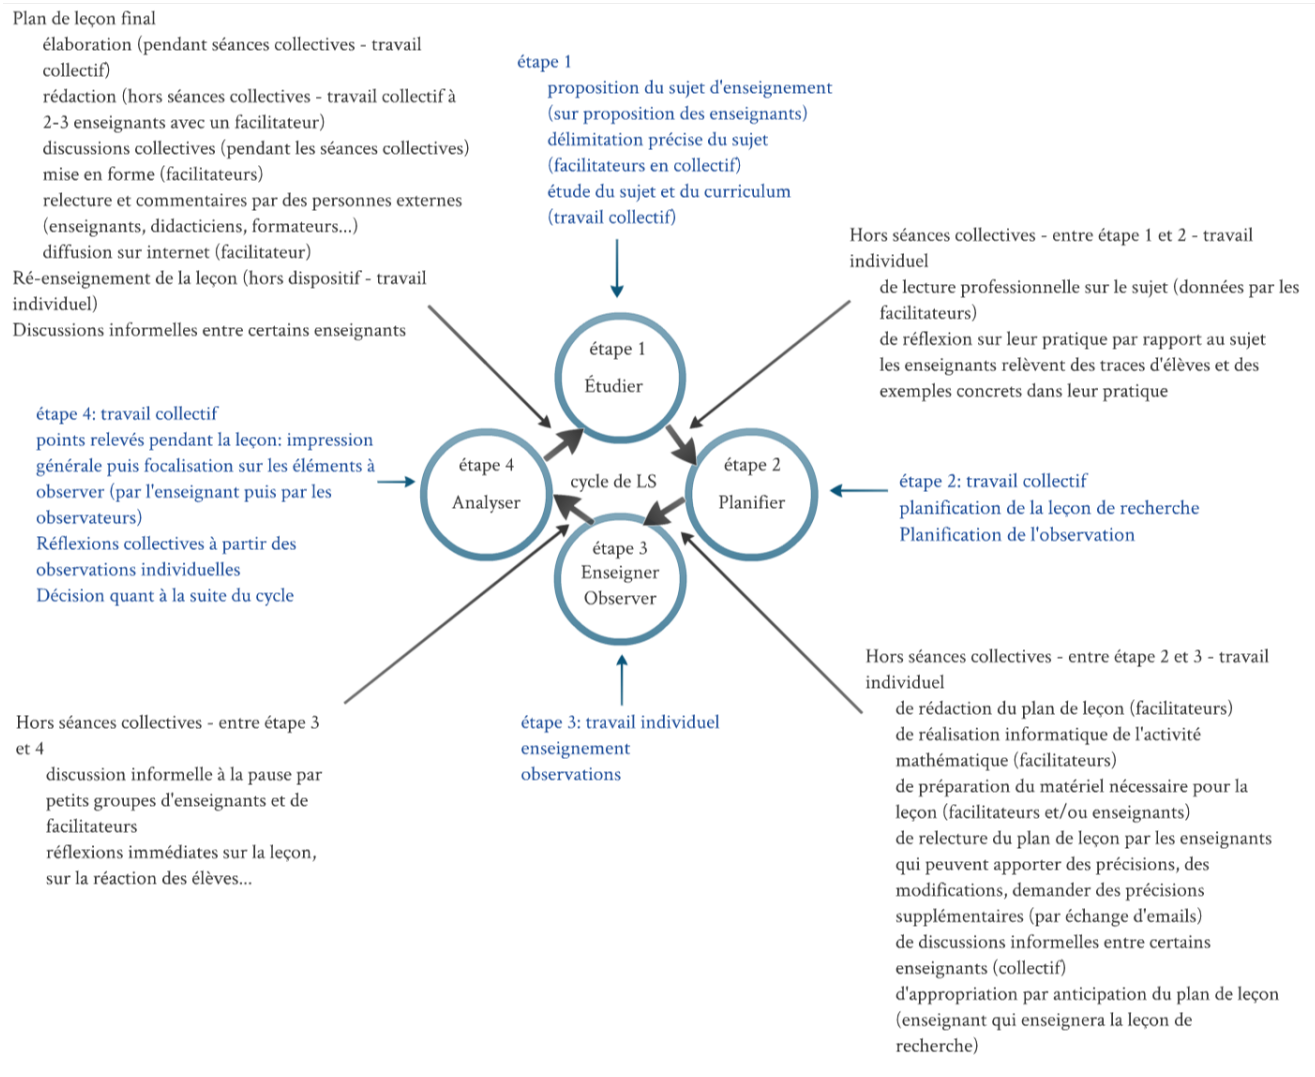 Plan de leçon final
élaboration (pendant séances collectives - travail
collectif)
rédaction (hors séances collectives - travail collectif à
2-3 enseignants avec un facilitateur)
discussions collectives (pendant les séances collectives)
mise en forme (facilitateurs)
relecture et commentaires par des personnes externes
(enseignants, didacticiens, formateurs...)
diffusion sur internet (facilitateur)
Ré-enseignement de la leçon (hors dispositif - travail
individuel)
Discussions informelles entre certains enseignants
étape 1
proposition du sujet d'enseignement
(sur proposition des enseignants)
délimitation précise du sujet
(facilitateurs en collectif)
étude du sujet et du curriculum
(travail collectif)
Hors séances collectives - entre étape 1 et 2 - travail
individuel
de lecture professionnelle sur le sujet (données par les
facilitateurs)
de réflexion sur leur pratique par rapport au sujet
les enseignants relèvent des traces d'élèves et des
exemples concrets dans leur pratique
étape 1
Étudier
étape 4: travail collectif
points relevés pendant la leçon: impression
générale puis focalisation sur les éléments à
observer (par l'enseignant puis par les
observateurs)
Réflexions collectives à partir des
observations individuelles
Décision quant à la suite du cycle
étape 4
Analyser
cycle de LS
étape 2
Planifier
étape 2: travail collectif
planification de la leçon de recherche
Planification de l'observation
étape 3
Enseigner
Observer
Hors séances collectives - entre étape 3
et 4
discussion informelle à la pause par
petits groupes d'enseignants et de
facilitateurs
réflexions immédiates sur la leçon,
sur la réaction des élèves...
étape 3: travail individuel
enseignement
observations
Hors séances collectives - entre étape 2 et 3 - travail
individuel
de rédaction du plan de leçon (facilitateurs)
de réalisation informatique de l'activité
mathématique (facilitateurs)
de préparation du matériel nécessaire pour la
leçon (facilitateurs et/ou enseignants)
de relecture du plan de leçon par les enseignants
qui peuvent apporter des précisions, des
modifications, demander des précisions
supplémentaires (par échange d'emails)
de discussions informelles entre certains
enseignants (collectif)
d'appropriation par anticipation du plan de leçon
(enseignant qui enseignera la leçon de
recherche)